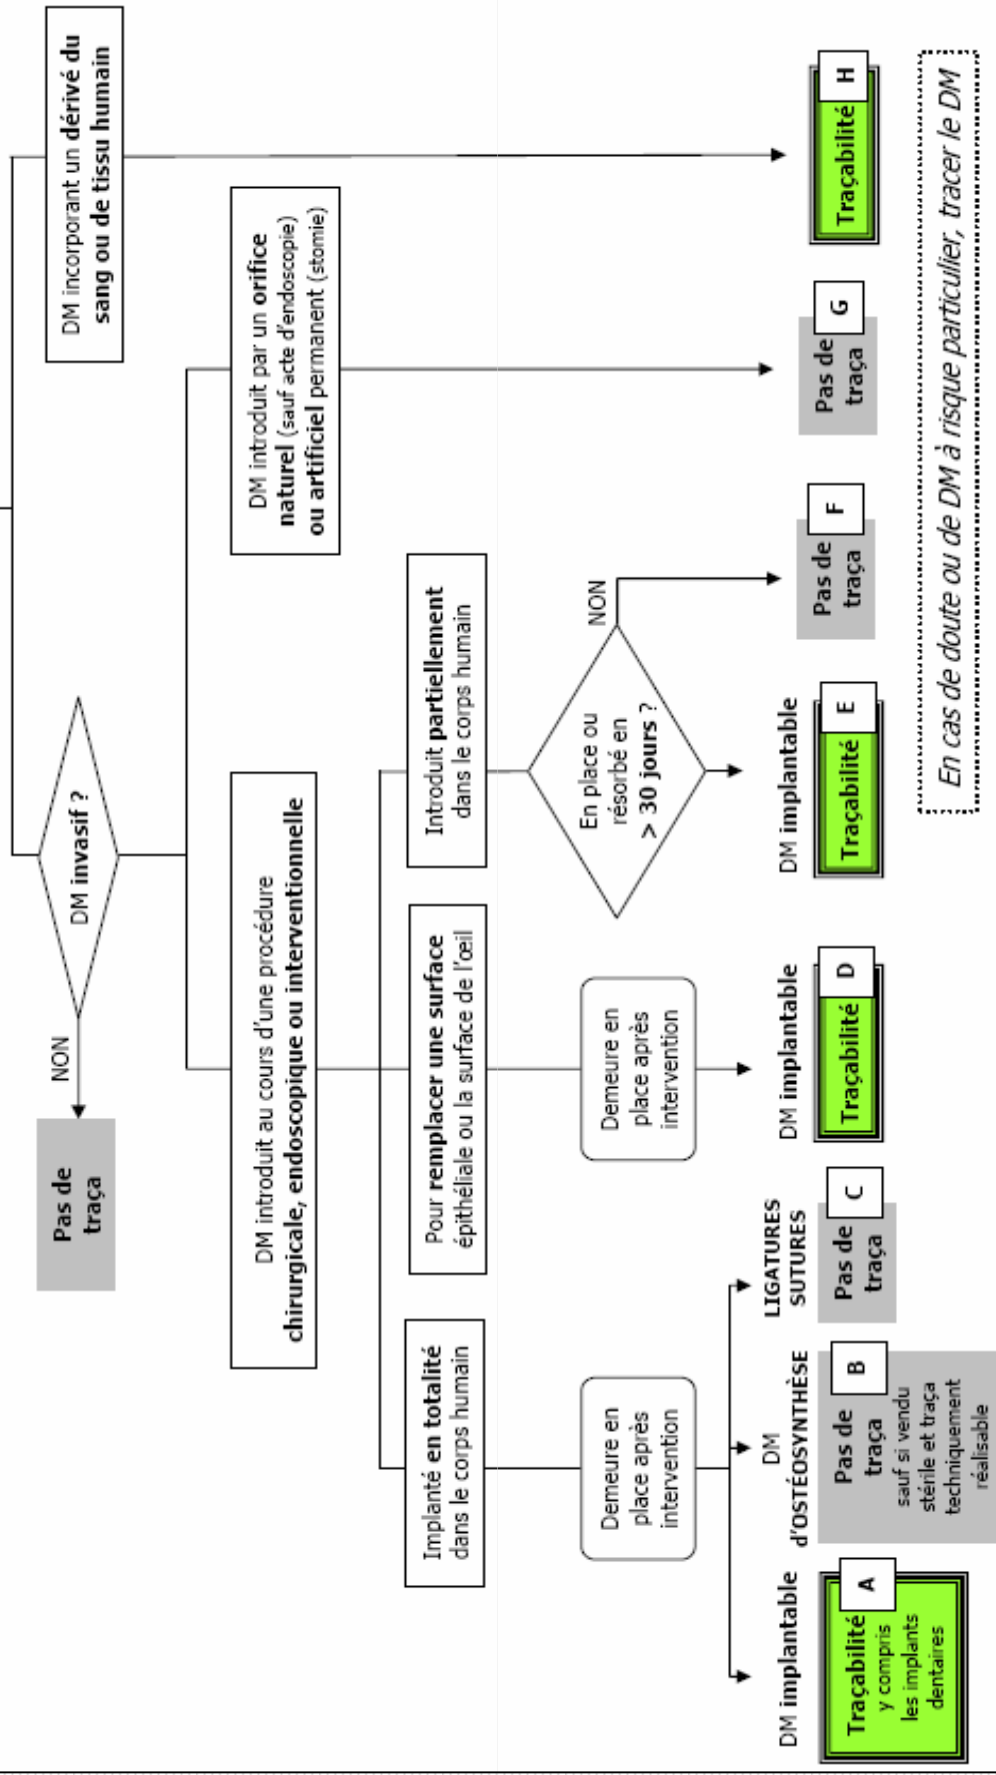 DM invasif ?
NON
Pas de
traça
DM incorporant un dérivé du
sang ou de tissu humain
DM introduit au cours d'une procédure
chirurgicale, endoscopique ou interventionnelle
DM introduit par un orifice
naturel (sauf acte d'endoscopie)
ou artificiel permanent (stomie)
Implanté en totalité
dans le corps humain
Pour remplacer une surface
épithéliale ou la surface de l'œil
Introduit partiellement
dans le corps humain
Demeure en
place après
intervention
Demeure en
place après
intervention
En place ou
résorbé en
> 30 jours ?
NON
DM implantable
DM
d'OSTÉOSYNTHÈSE
LIGATURES
SUTURES
DM implantable
DM implantable
A
Traçabilité
y compris
les implants
dentaires
B
Pas de
traça
sauf si vendu
stérile et traça
techniquement
réalisable
C
Pas de
traça
D
Traçabilité
E
Traçabilité
F
Pas de
traça
G
Pas de
traça
H
Traçabilité
En cas de doute ou de DM à risque particulier, tracer le DM